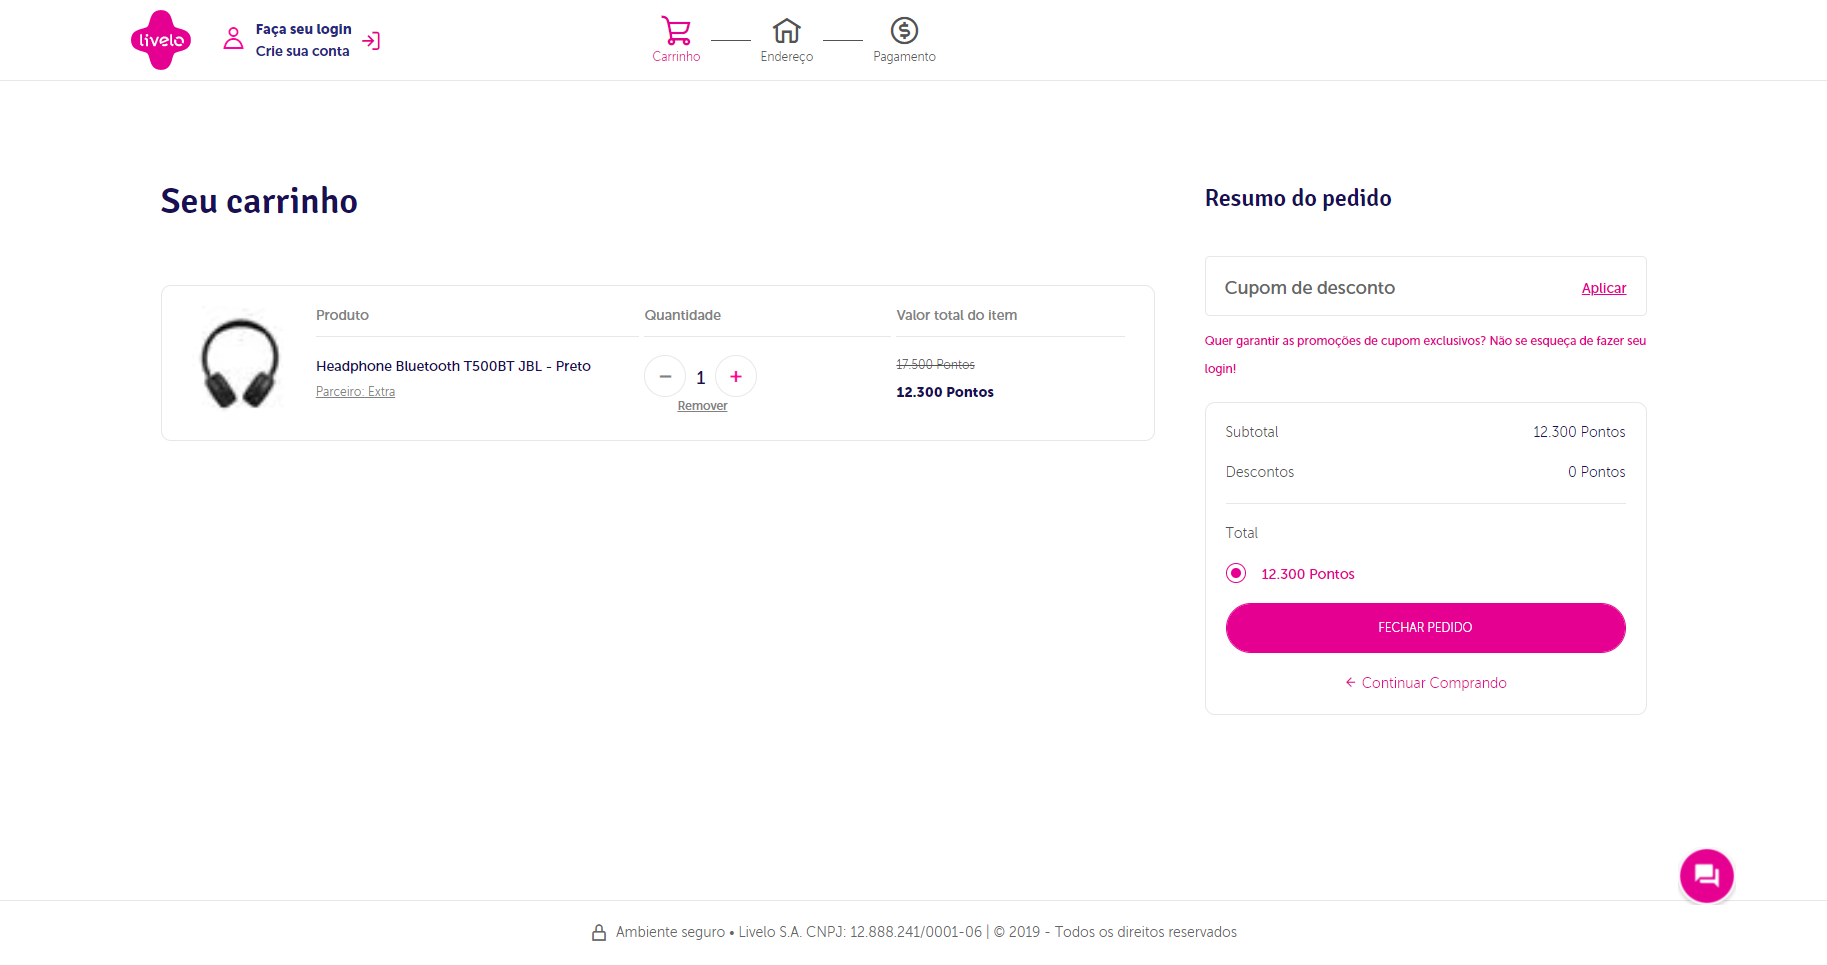 livelo
Faça seu login
Crie sua conta
Carrinho
Endereço
Pagamento
Seu carrinho
Produto
Quantidade
Valor total do item
Headphone Bluetooth T500BT JBL - Preto
Parceiro: Extra
− 1 +
Remover
17.500 Pontos
12.300 Pontos
Resumo do pedido
Cupom de desconto
Aplicar
Quer garantir as promoções de cupom exclusivos? Não se esqueça de fazer seu
login!
Subtotal 12.300 Pontos
Descontos 0 Pontos
Total
12.300 Pontos
FECHAR PEDIDO
← Continuar Comprando
Ambiente seguro • Livelo S.A. CNPJ: 12.888.241/0001-06 | © 2019 - Todos os direitos reservados